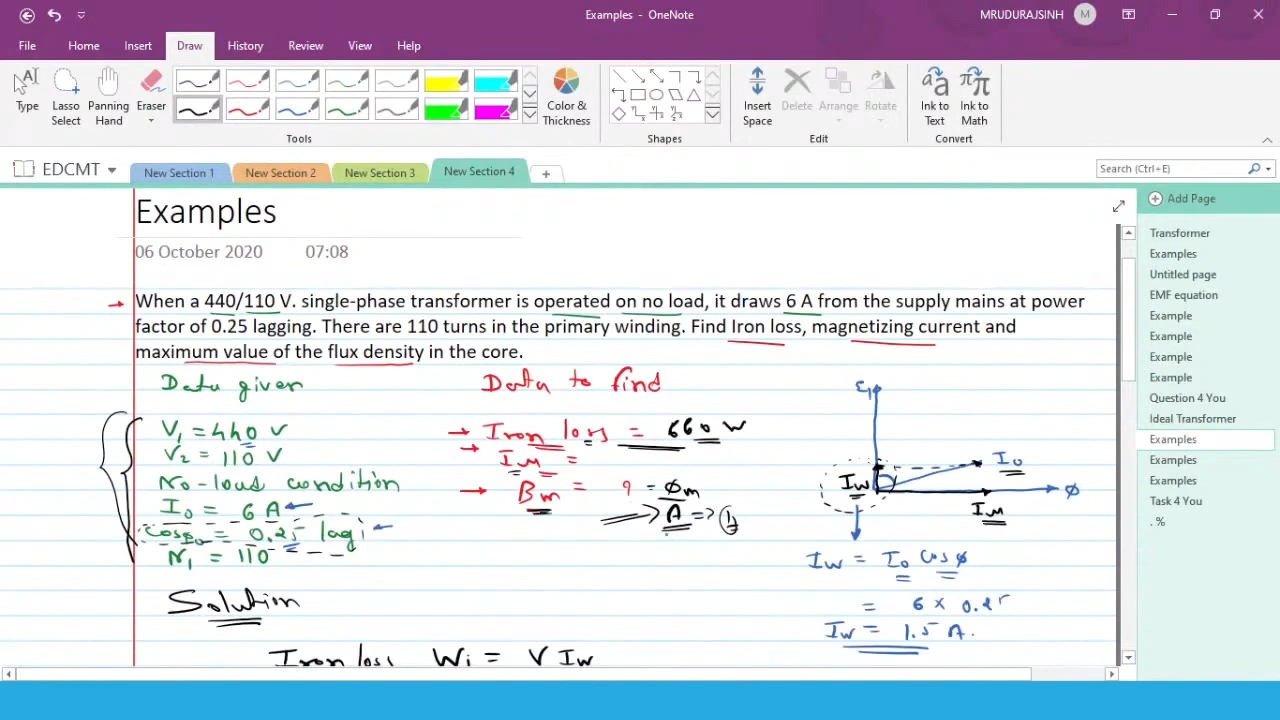 Examples - OneNote
MRUDURAJSINH M
File Home Insert Draw History Review View Help
Type
Lasso Select
Panning Hand
Eraser
Color & Thickness
Insert Space
Delete
Arrange
Rotate
Ink to Text
Ink to Math
Tools
Shapes
Edit
Convert
EDCMT
New Section 1
New Section 2
New Section 3
New Section 4
Search (Ctrl+E)
Examples
06 October 2020 07:08
When a 440/110 V. single-phase transformer is operated on no load, it draws 6 A from the supply mains at power
factor of 0.25 lagging. There are 110 turns in the primary winding. Find Iron loss, magnetizing current and
maximum value of the flux density in the core.
Data given
V₁ = 440 V
V₂ = 110 V
No-load condition
I₀ = 6 A
cosφ₀ = 0.25 lag
N₁ = 110
Data to find
Iron loss = 660 W
Iм =
Bm = ? = φm
A =>
E₁
I₀
Iw
φ
Iм
Iw = I₀ cosφ
= 6 × 0.25
Iw = 1.5 A.
Solution
Iron loss Wi = V Iw
Add Page
Transformer
Examples
Untitled page
EMF equation
Example
Example
Example
Example
Question 4 You
Ideal Transformer
Examples
Examples
Examples
Task 4 You
. %